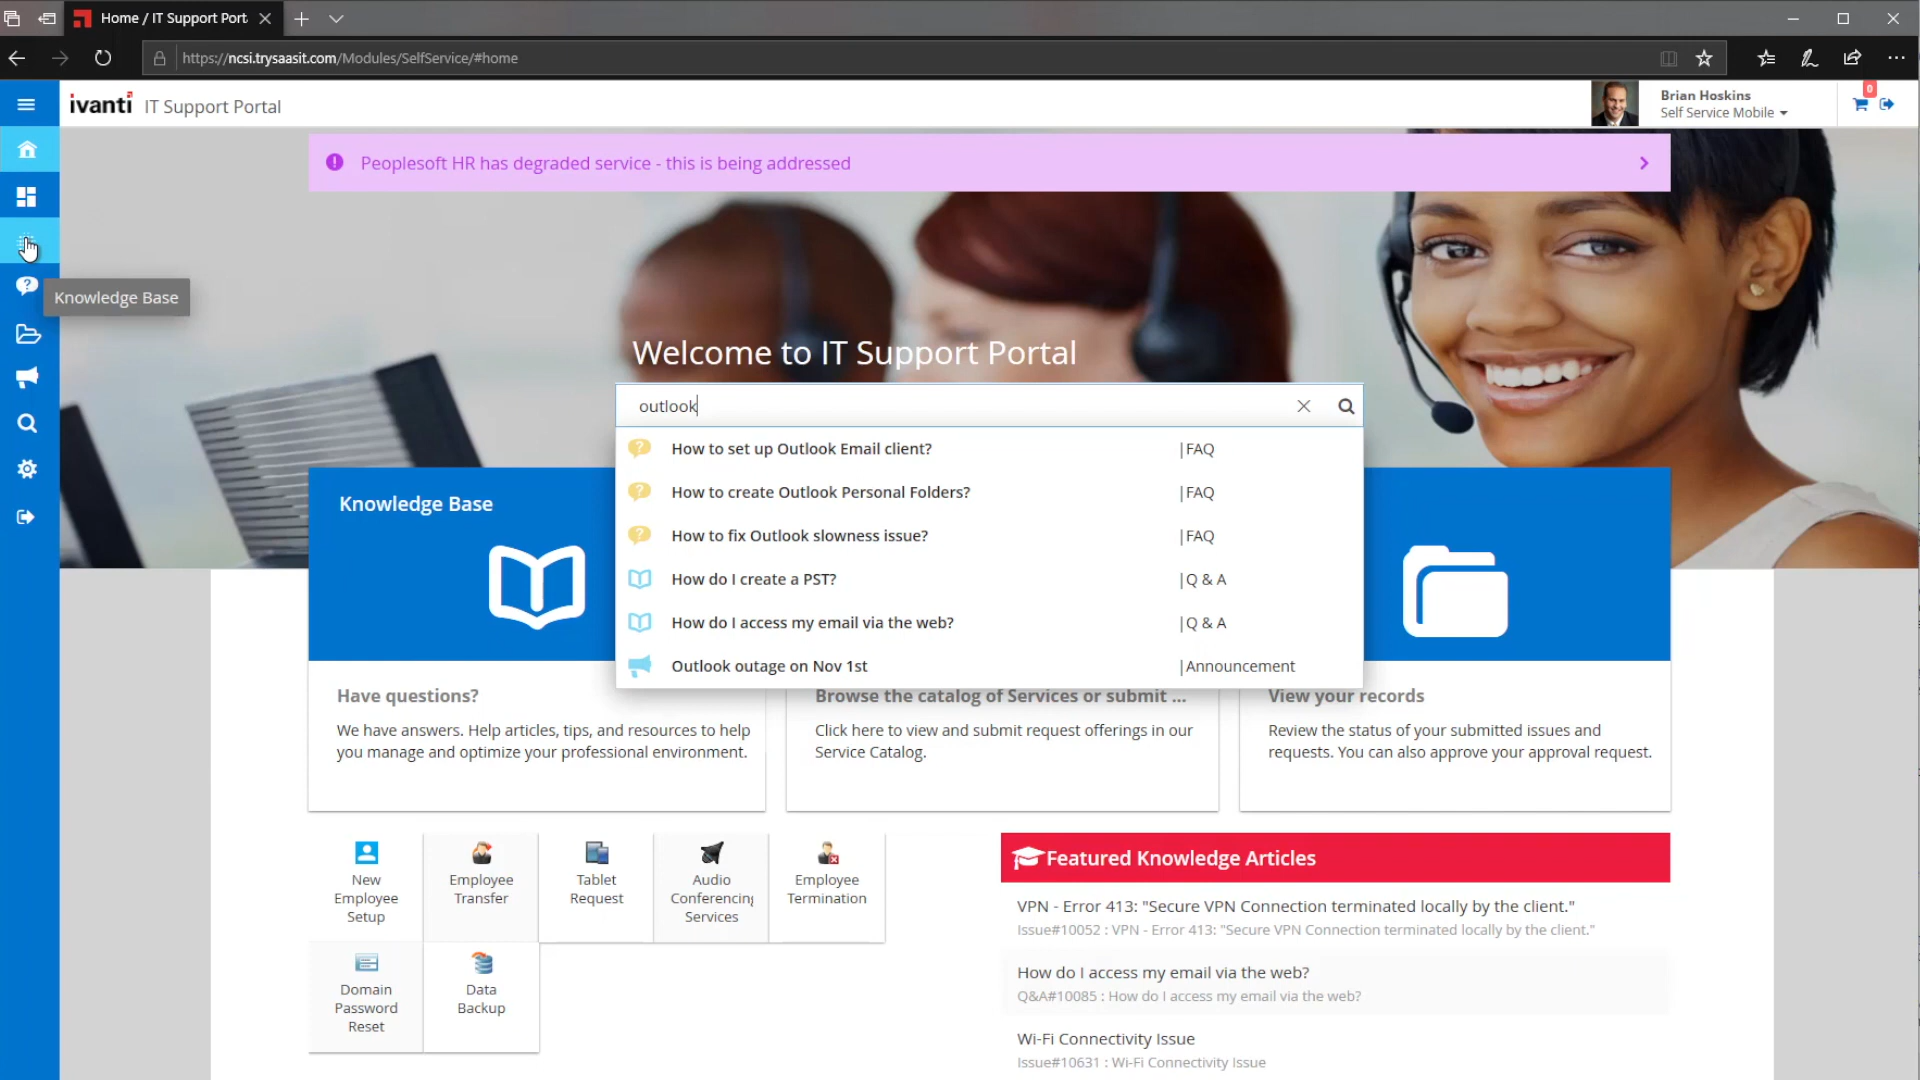 Home / IT Support Port
https://ncsi.trysaasit.com/Modules/SelfService/#home
ivanti IT Support Portal
Brian Hoskins
Self Service Mobile
0
Peoplesoft HR has degraded service - this is being addressed
Knowledge Base
Welcome to IT Support Portal
outlook
How to set up Outlook Email client? |FAQ
How to create Outlook Personal Folders? |FAQ
How to fix Outlook slowness issue? |FAQ
How do I create a PST? |Q & A
How do I access my email via the web? |Q & A
Outlook outage on Nov 1st |Announcement
Knowledge Base
Have questions?
We have answers. Help articles, tips, and resources to help
you manage and optimize your professional environment.
Browse the catalog of Services or submit ...
Click here to view and submit request offerings in our
Service Catalog.
View your records
Review the status of your submitted issues and
requests. You can also approve your approval request.
New
Employee
Setup
Employee
Transfer
Tablet
Request
Audio
Conferencing
Services
Employee
Termination
Domain
Password
Reset
Data
Backup
Featured Knowledge Articles
VPN - Error 413: "Secure VPN Connection terminated locally by the client."
Issue#10052 : VPN - Error 413: "Secure VPN Connection terminated locally by the client."
How do I access my email via the web?
Q&A#10085 : How do I access my email via the web?
Wi-Fi Connectivity Issue
Issue#10631 : Wi-Fi Connectivity Issue